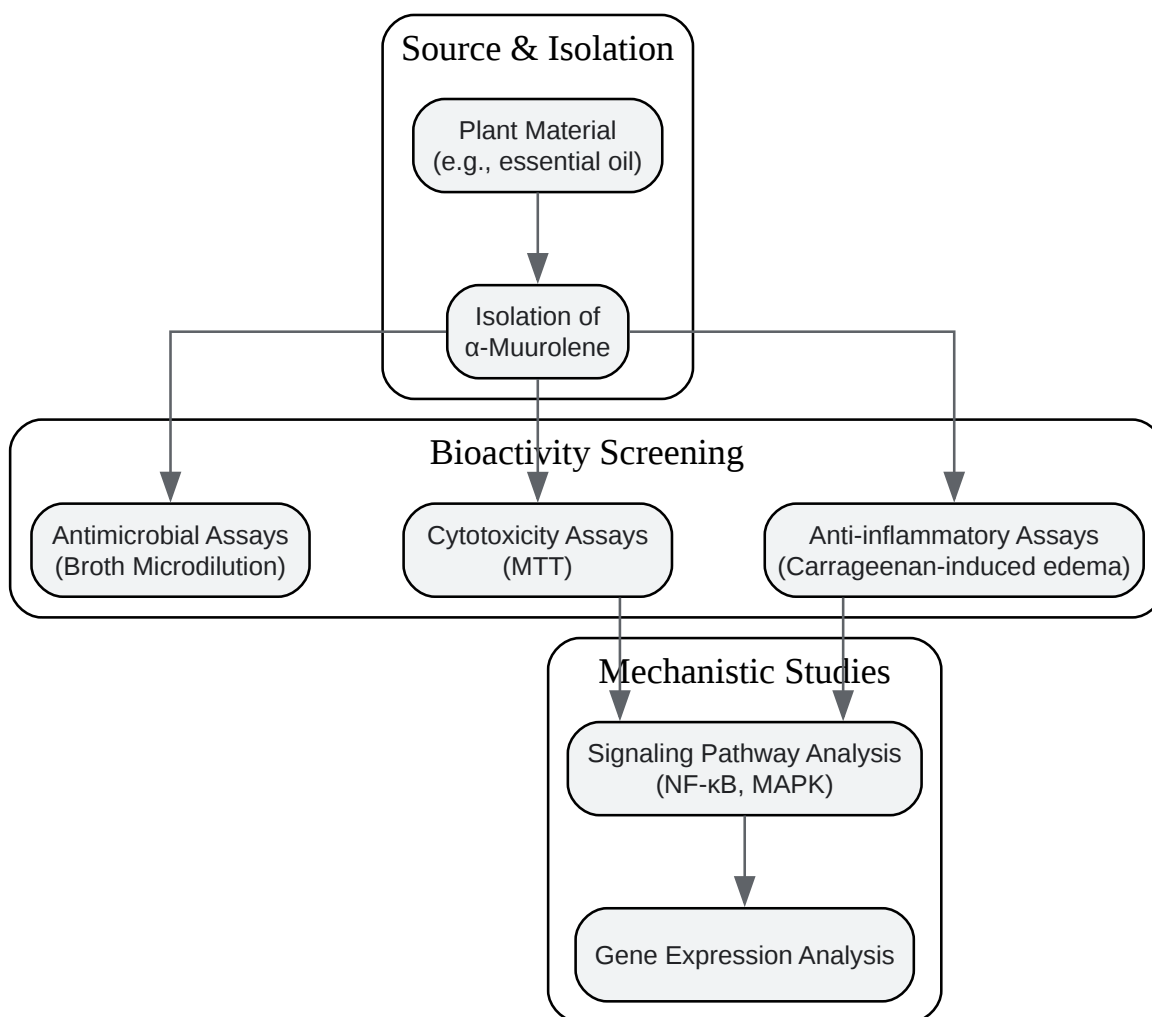 Source & Isolation
Plant Material
(e.g., essential oil)
Isolation of
α-Muurolene
Bioactivity Screening
Antimicrobial Assays
(Broth Microdilution)
Cytotoxicity Assays
(MTT)
Anti-inflammatory Assays
(Carrageenan-induced edema)
Mechanistic Studies
Signaling Pathway Analysis
(NF-κB, MAPK)
Gene Expression Analysis